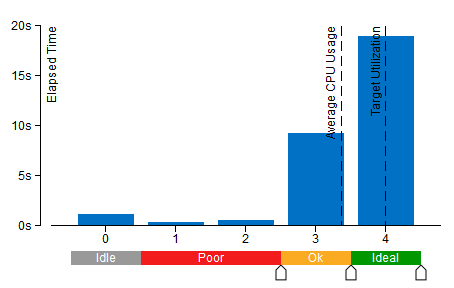 20s
15s
10s
5s
0s
Elapsed Time
Average CPU Usage
Target Utilization
0 1 2 3 4
Idle Poor Ok Ideal